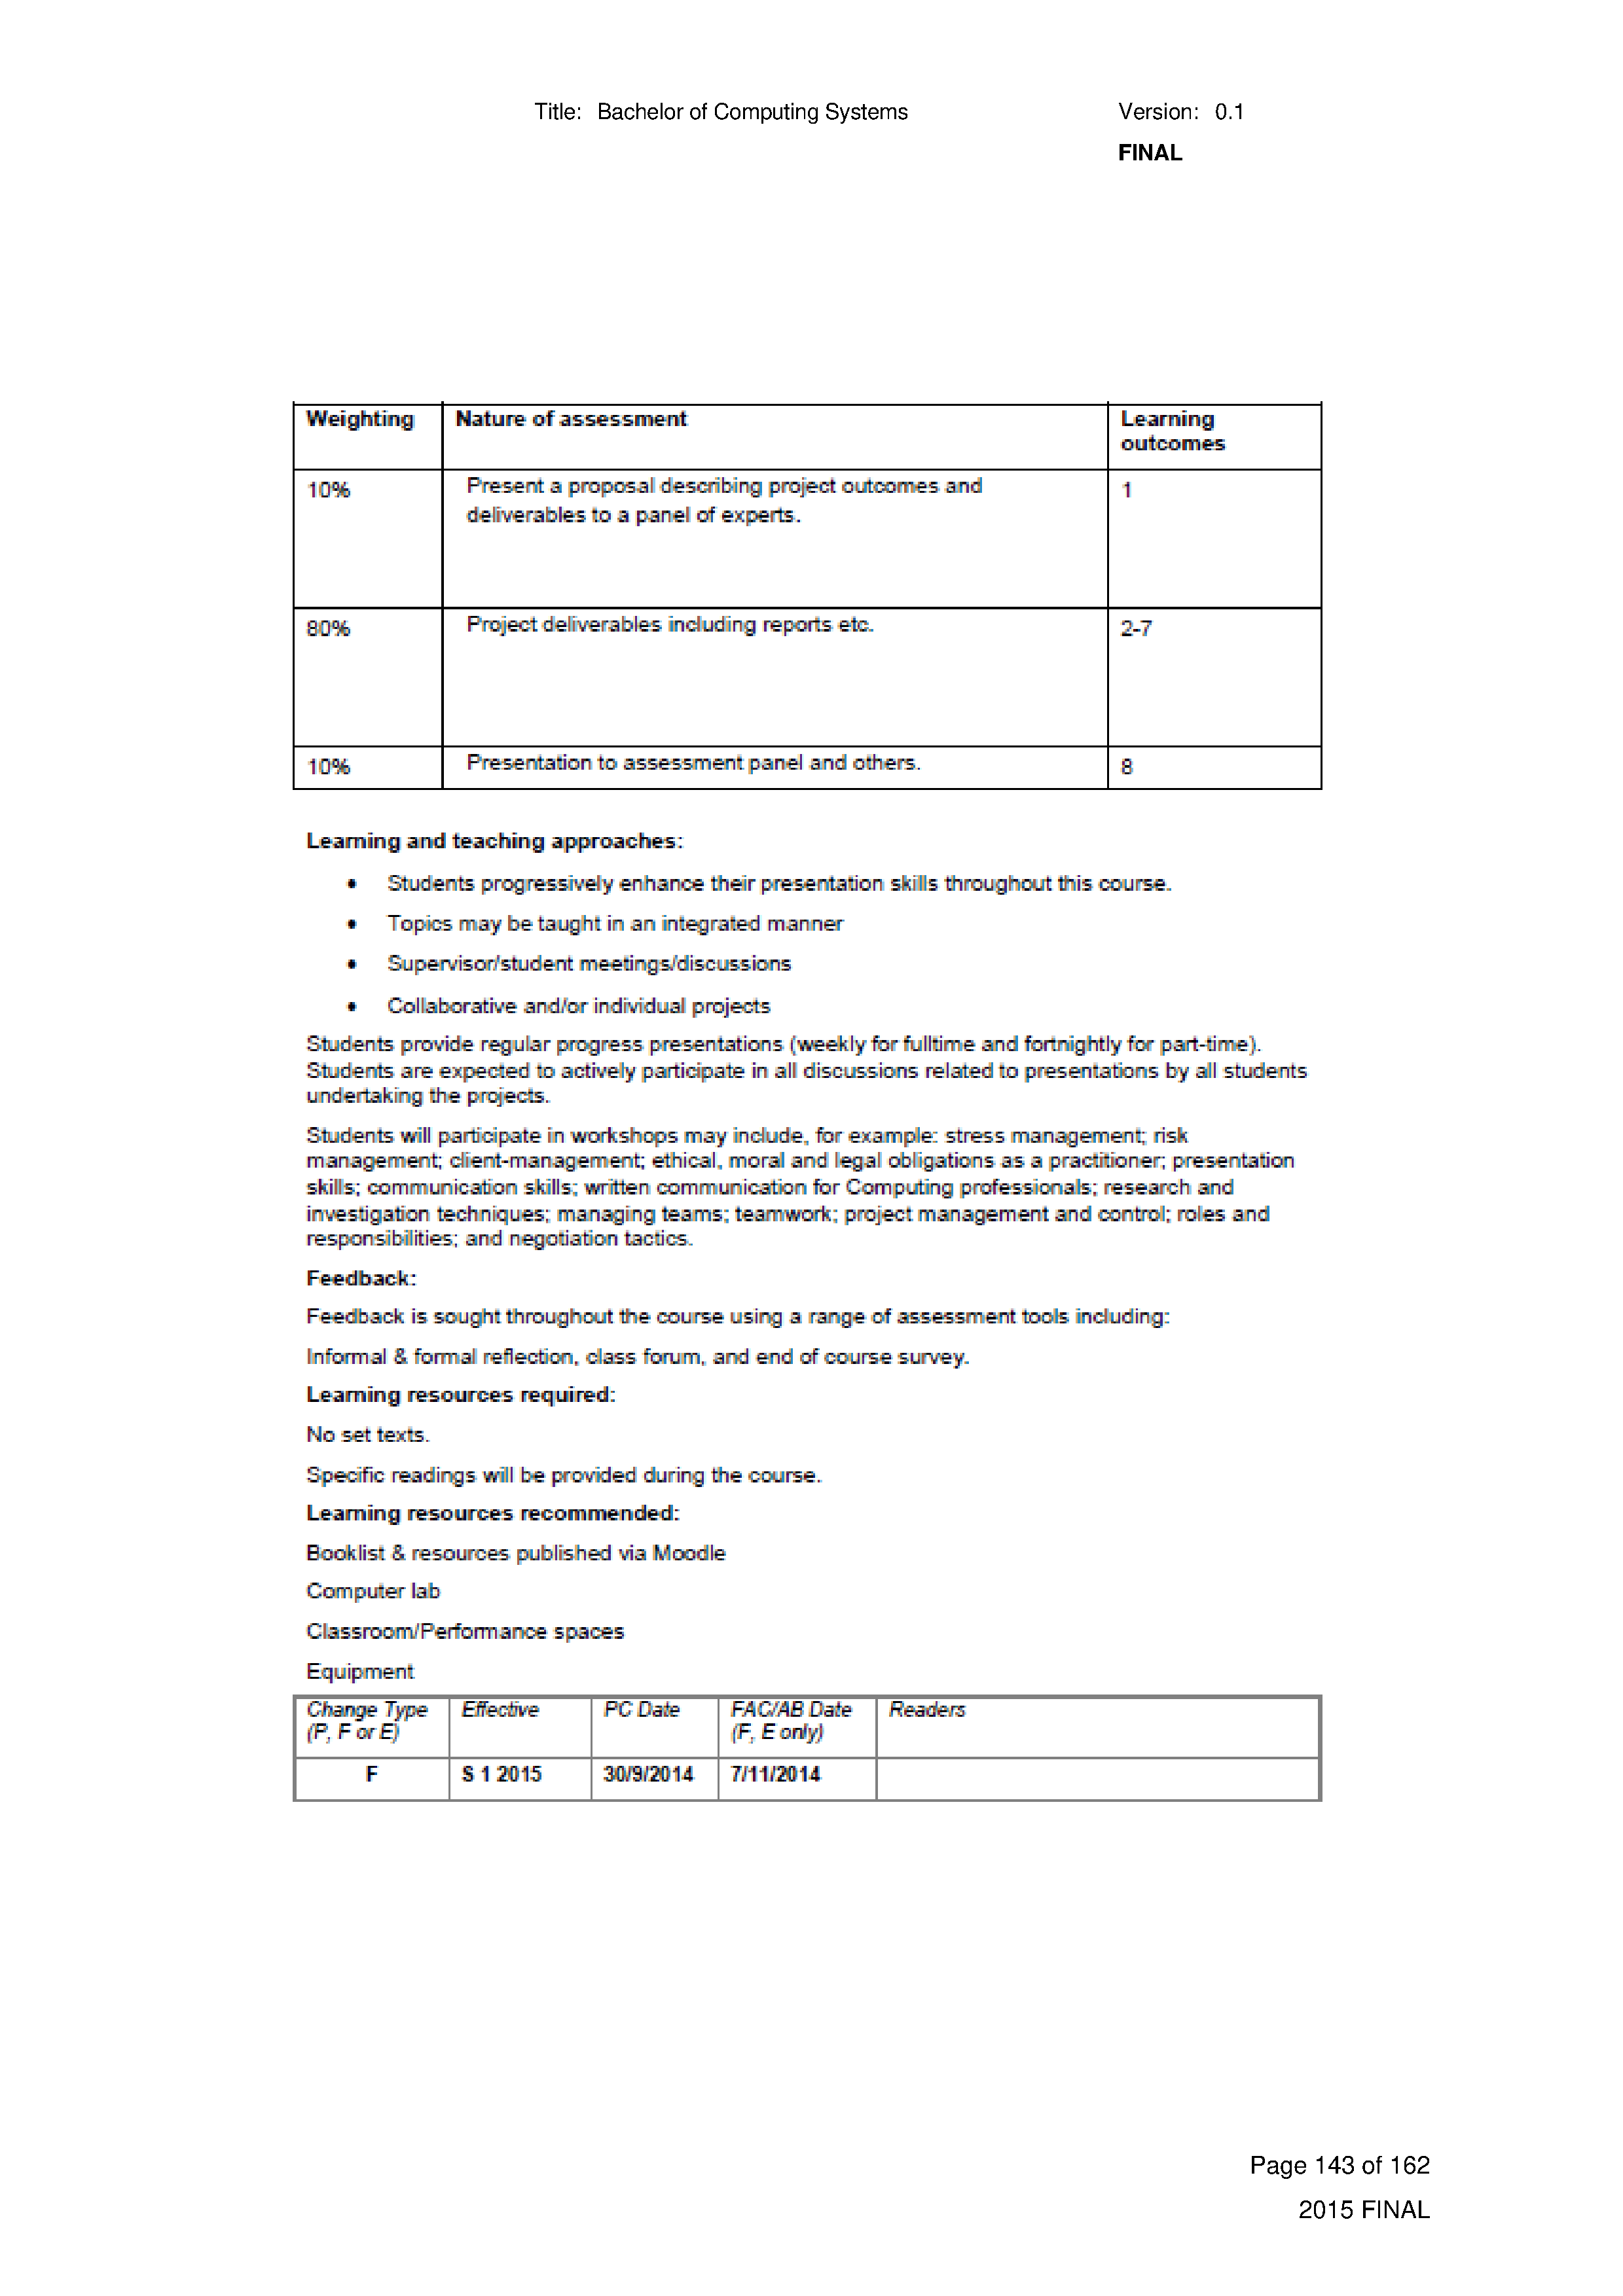 Title: Bachelor of Computing Systems Version: 0.1
FINAL
Weighting Nature of assessment Learning outcomes
10% Present a proposal describing project outcomes and
deliverables to a panel of experts. 1
80% Project deliverables including reports etc. 2-7
10% Presentation to assessment panel and others. 8
Learning and teaching approaches:
• Students progressively enhance their presentation skills throughout this course.
• Topics may be taught in an integrated manner
• Supervisor/student meetings/discussions
• Collaborative and/or individual projects
Students provide regular progress presentations (weekly for fulltime and fortnightly for part-time).
Students are expected to actively participate in all discussions related to presentations by all students
undertaking the projects.
Students will participate in workshops may include, for example: stress management; risk
management; client-management; ethical, moral and legal obligations as a practitioner; presentation
skills; communication skills; written communication for Computing professionals; research and
investigation techniques; managing teams; teamwork; project management and control; roles and
responsibilities; and negotiation tactics.
Feedback:
Feedback is sought throughout the course using a range of assessment tools including:
Informal & formal reflection, class forum, and end of course survey.
Learning resources required:
No set texts.
Specific readings will be provided during the course.
Learning resources recommended:
Booklist & resources published via Moodle
Computer lab
Classroom/Performance spaces
Equipment
Change Type (P, F or E) Effective PC Date FAC/AB Date (F, E only) Readers
F S 1 2015 30/9/2014 7/11/2014
Page 143 of 162
2015 FINAL